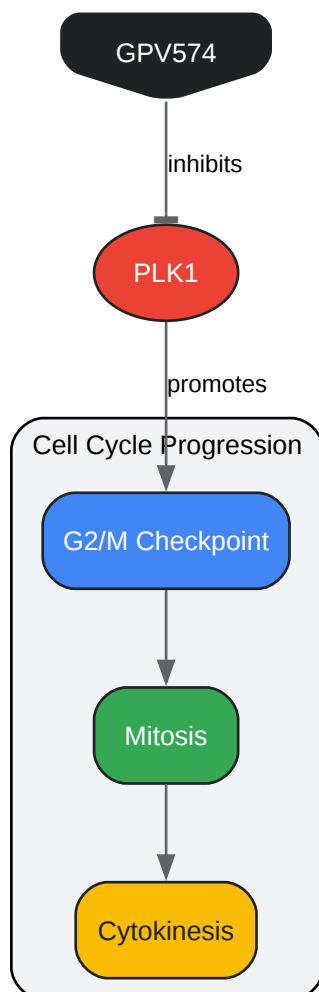 GPV574
inhibits
PLK1
promotes
Cell Cycle Progression
G2/M Checkpoint
Mitosis
Cytokinesis